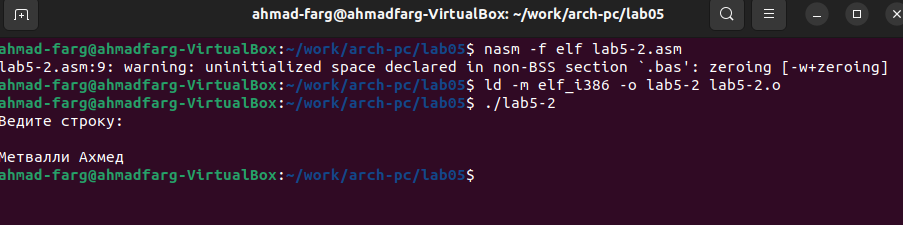 ahmad-farg@ahmadfarg-VirtualBox: ~/work/arch-pc/lab05
ahmad-farg@ahmadfarg-VirtualBox:~/work/arch-pc/lab05$ nasm -f elf lab5-2.asm
lab5-2.asm:9: warning: uninitialized space declared in non-BSS section `.bas': zeroing [-w+zeroing]
ahmad-farg@ahmadfarg-VirtualBox:~/work/arch-pc/lab05$ ld -m elf_i386 -o lab5-2 lab5-2.o
ahmad-farg@ahmadfarg-VirtualBox:~/work/arch-pc/lab05$ ./lab5-2
Ведите строку:
Метвалли Ахмед
ahmad-farg@ahmadfarg-VirtualBox:~/work/arch-pc/lab05$